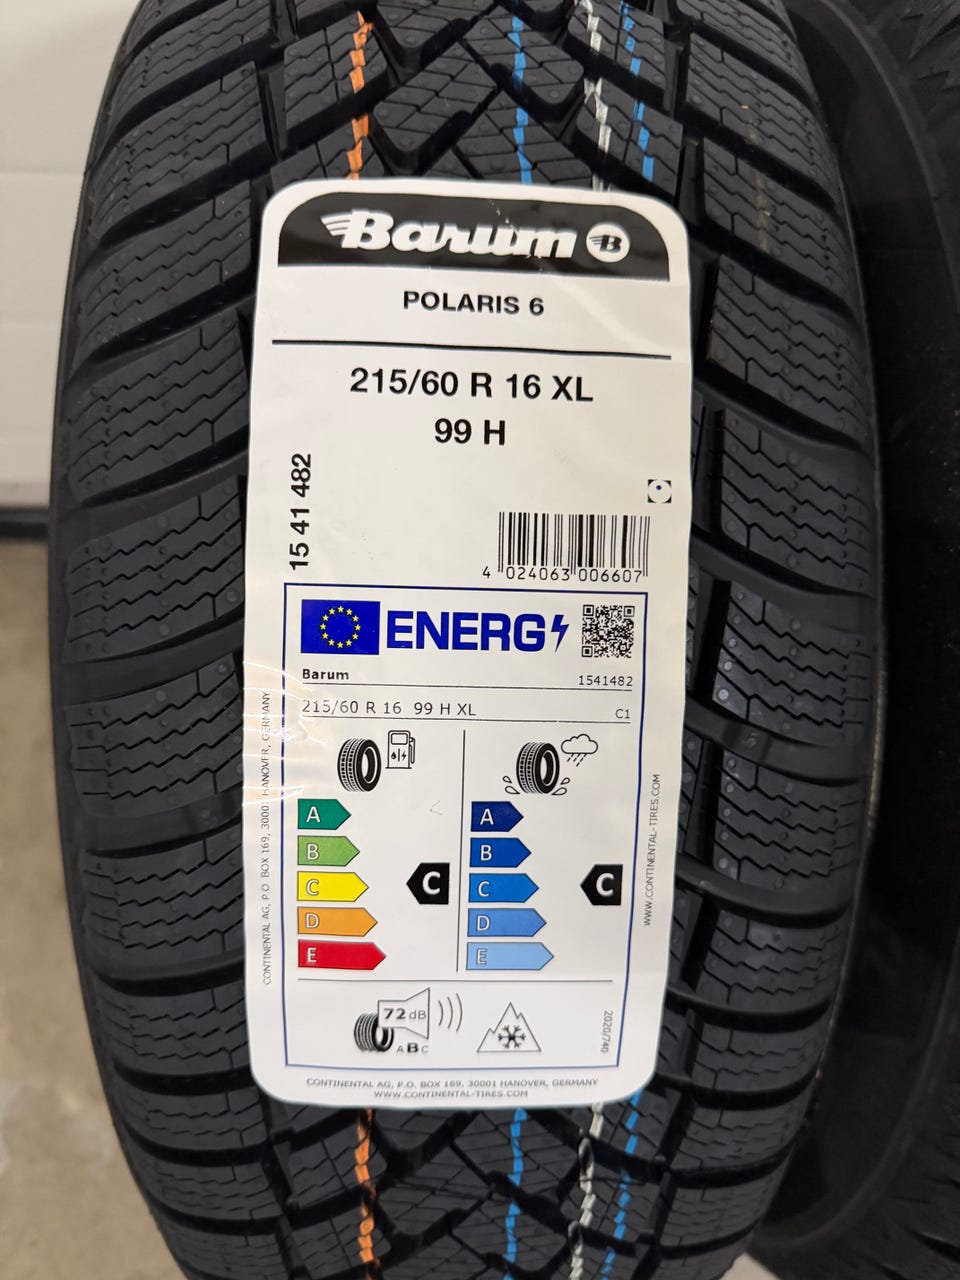 Barum B
POLARIS 6
215/60 R 16 XL
99 H
15 41 482
4 024063 006607
ENERG
Barum 1541482
215/60 R 16 99 H XL C1
A A
B B
C C C C
D D
E E
72 dB
A B C
2020/740
CONTINENTAL AG, P.O. BOX 169, 30001 HANOVER, GERMANY
WWW.CONTINENTAL-TIRES.COM
CONTINENTAL AG, P.O. BOX 169, 30001 HANOVER, GERMANY
WWW.CONTINENTAL-TIRES.COM